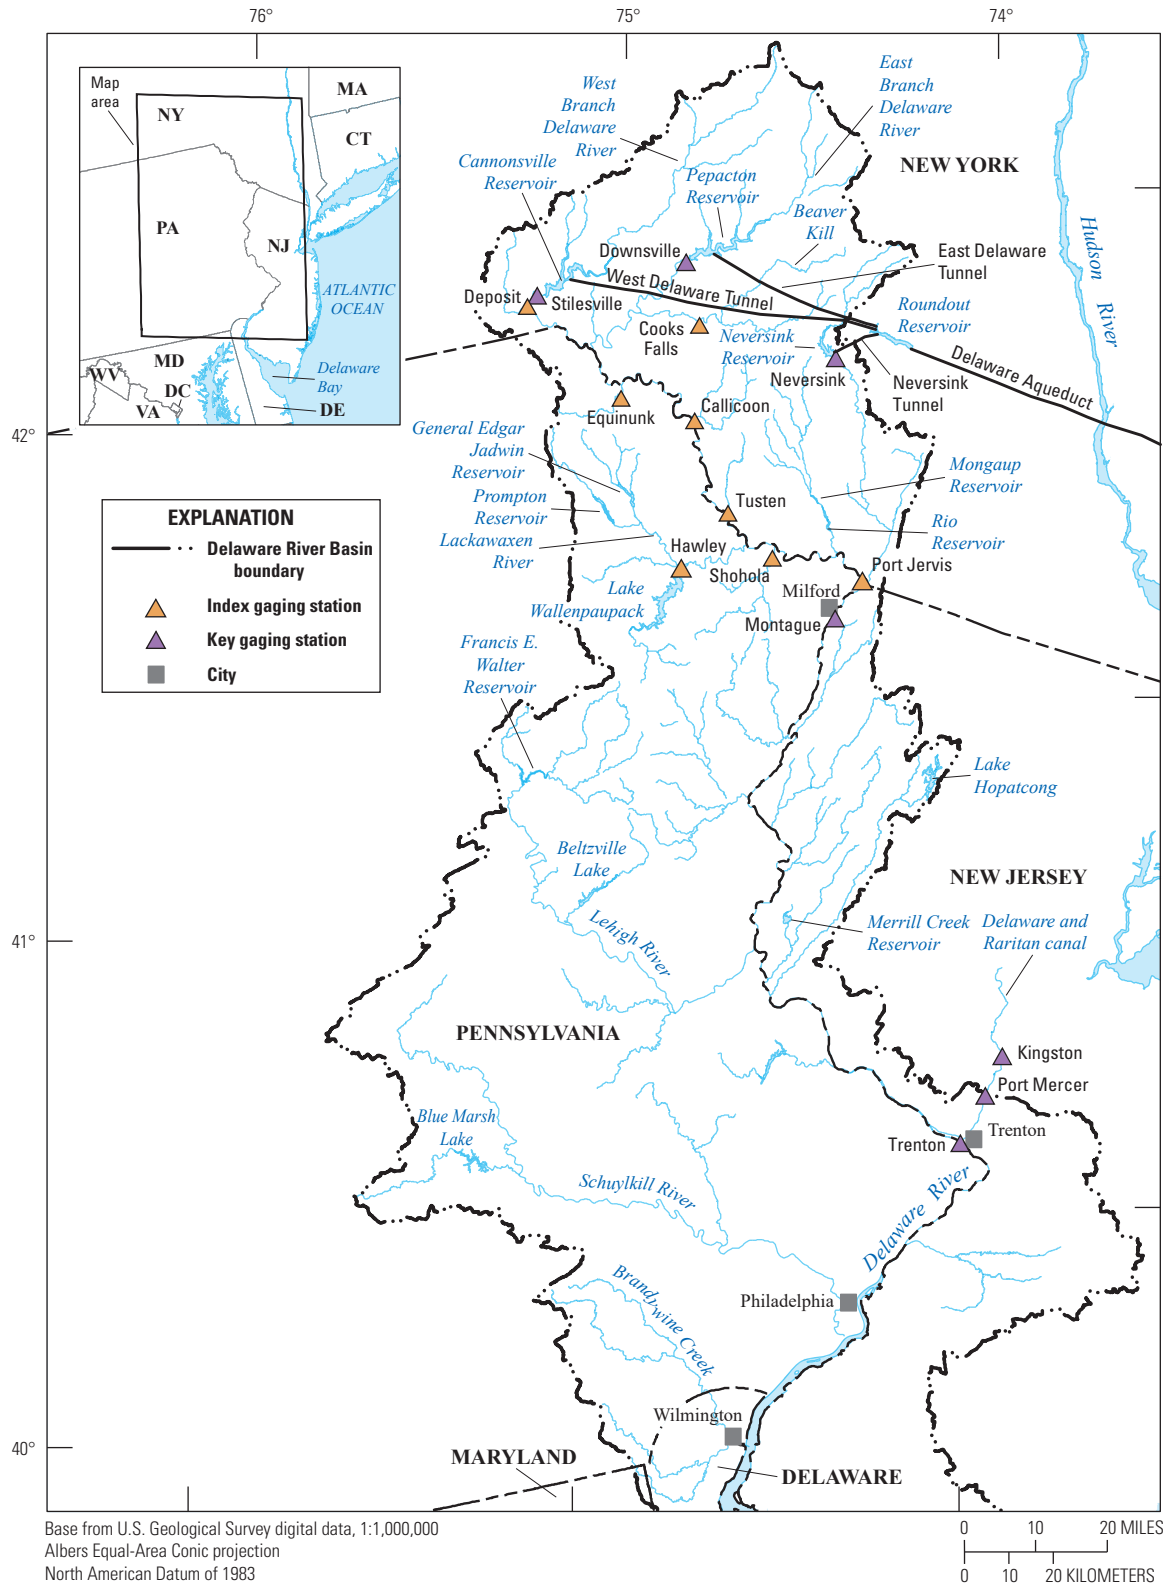 76°
75°
74°
Map
area
NY
MA
CT
PA
NJ
ATLANTIC
OCEAN
MD
WV
DC
VA
Delaware
Bay
DE
West
Branch
Delaware
River
East
Branch
Delaware
River
NEW YORK
Cannonsville
Reservoir
Pepacton
Reservoir
Beaver
Kill
Hudson River
Downsville
East Delaware
Tunnel
West Delaware Tunnel
Deposit
Stilesville
Roundout
Reservoir
Cooks
Falls
Neversink
Reservoir
Neversink
Neversink
Tunnel
Delaware Aqueduct
Equinunk
Callicoon
42°
General Edgar
Jadwin
Reservoir
Prompton
Reservoir
Lackawaxen
River
Mongaup
Reservoir
Tusten
Rio
Reservoir
Hawley
Shohola
Port Jervis
Lake
Wallenpaupack
Milford
Montague
EXPLANATION
Delaware River Basin
boundary
Index gaging station
Key gaging station
City
Francis E.
Walter
Reservoir
Lake
Hopatcong
Beltzville
Lake
NEW JERSEY
Lehigh River
Merrill Creek
Reservoir
Delaware and
Raritan canal
41°
PENNSYLVANIA
Kingston
Port Mercer
Blue Marsh
Lake
Trenton
Trenton
Schuylkill River
Delaware River
Brandywine Creek
Philadelphia
Wilmington
40°
MARYLAND
DELAWARE
Base from U.S. Geological Survey digital data, 1:1,000,000
Albers Equal-Area Conic projection
North American Datum of 1983
0 10 20 MILES
0 10 20 KILOMETERS